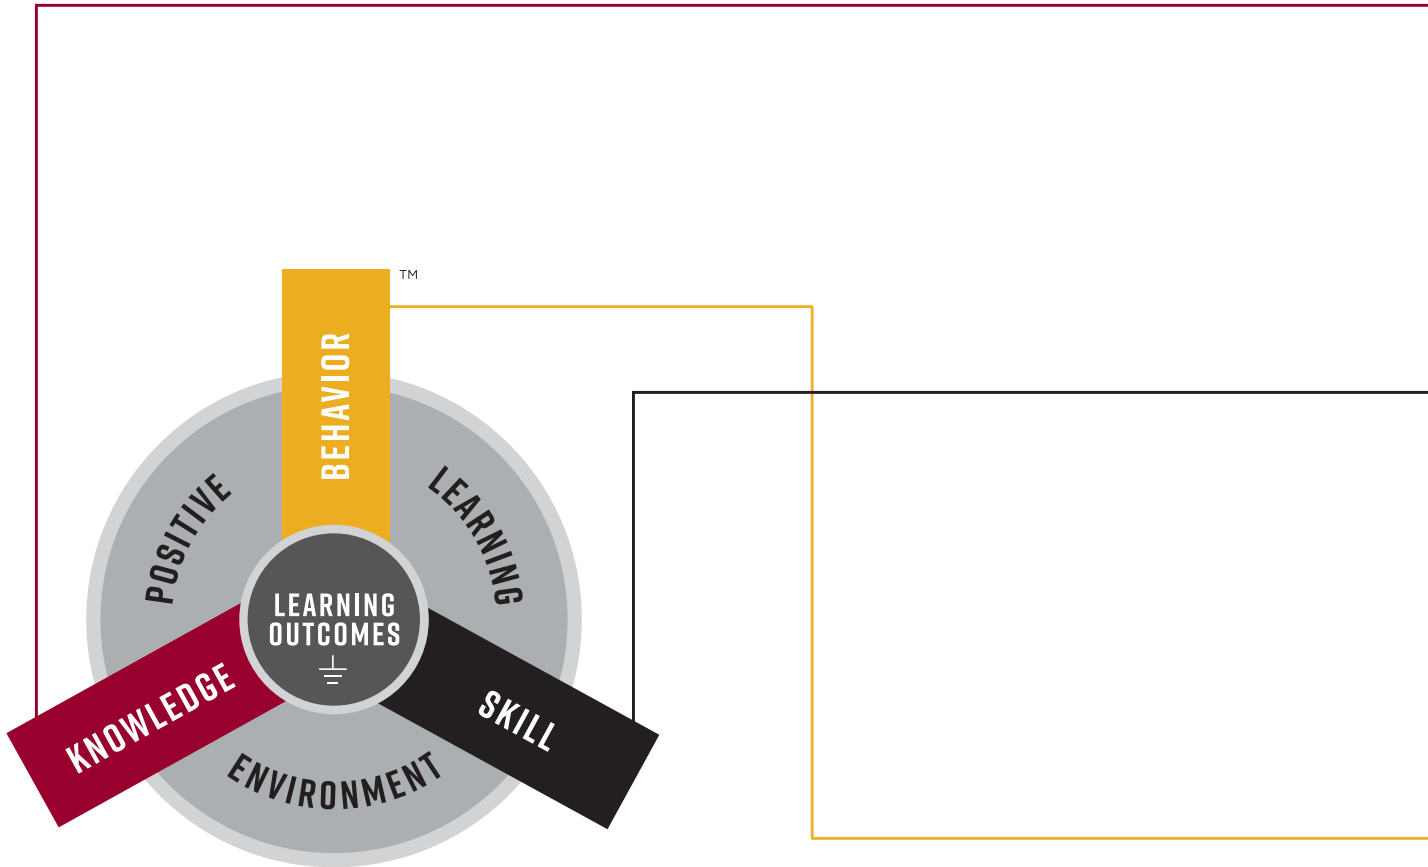 BEHAVIOR
TM
POSITIVE
LEARNING
ENVIRONMENT
LEARNING
OUTCOMES
KNOWLEDGE
SKILL